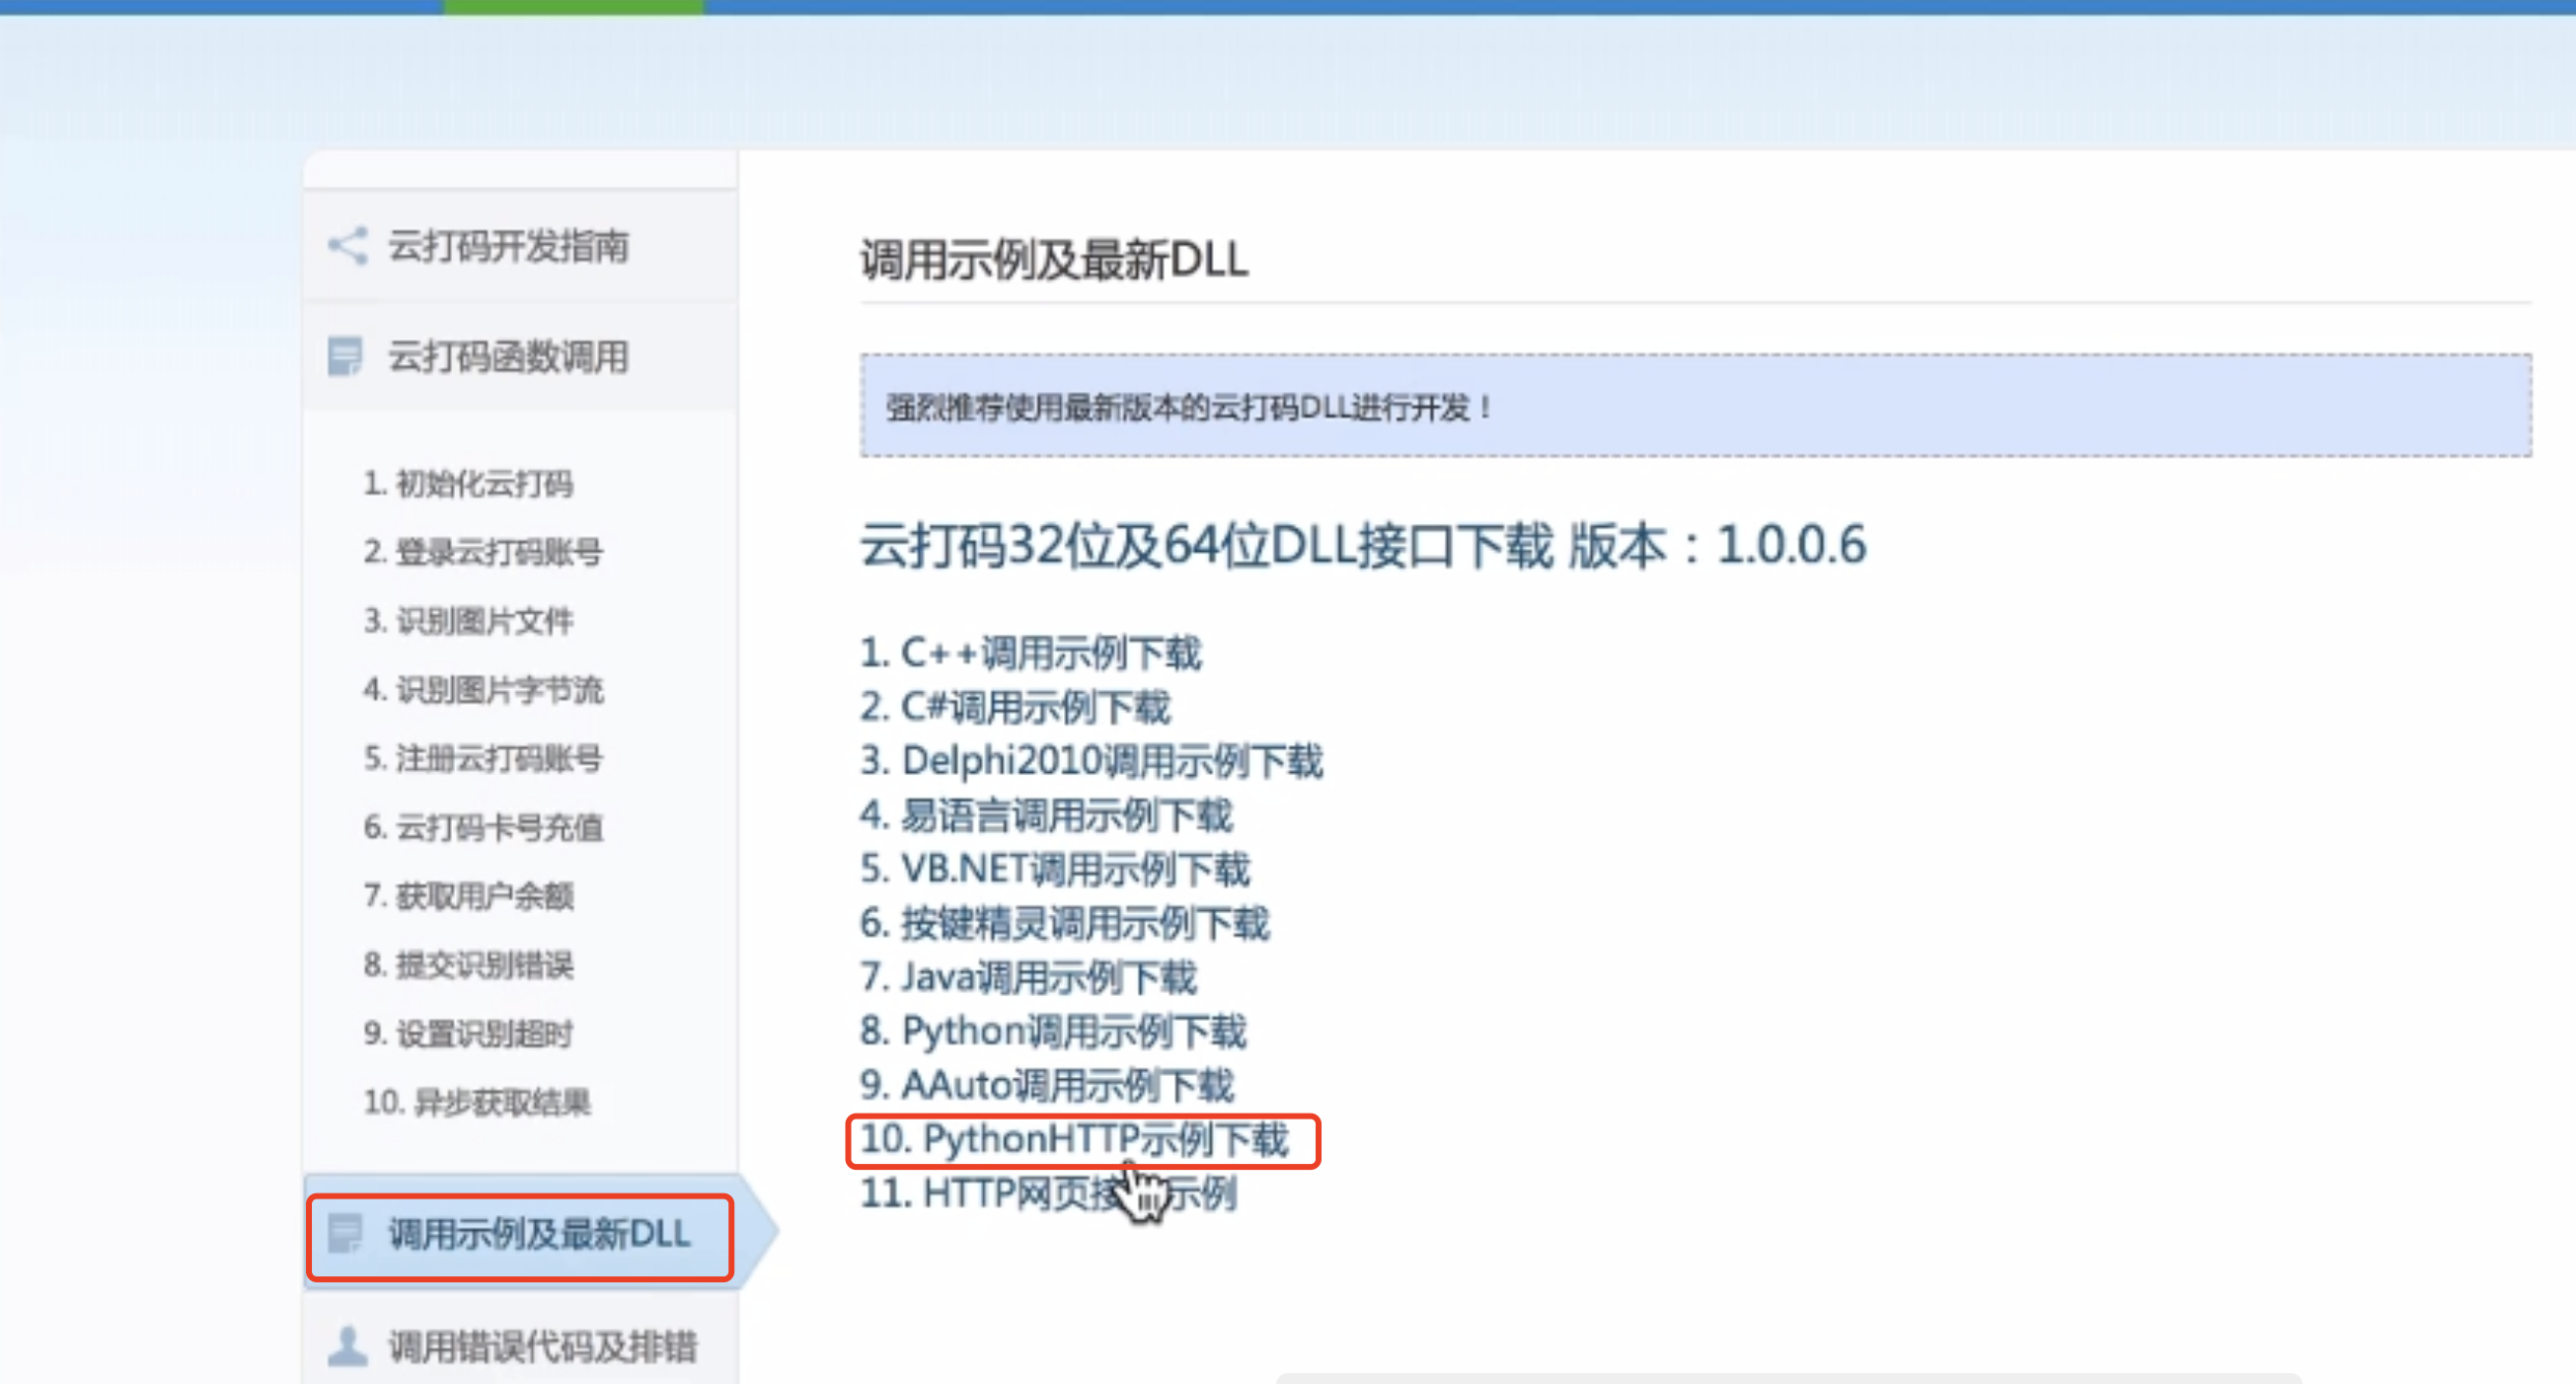 云打码开发指南
云打码函数调用
1. 初始化云打码
2. 登录云打码账号
3. 识别图片文件
4. 识别图片字节流
5. 注册云打码账号
6. 云打码卡号充值
7. 获取用户余额
8. 提交识别错误
9. 设置识别超时
10. 异步获取结果
调用示例及最新DLL
调用错误代码及排错
调用示例及最新DLL
强烈推荐使用最新版本的云打码DLL进行开发！
云打码32位及64位DLL接口下载 版本：1.0.0.6
1. C++调用示例下载
2. C#调用示例下载
3. Delphi2010调用示例下载
4. 易语言调用示例下载
5. VB.NET调用示例下载
6. 按键精灵调用示例下载
7. Java调用示例下载
8. Python调用示例下载
9. AAuto调用示例下载
10. PythonHTTP示例下载
11. HTTP网页接示例